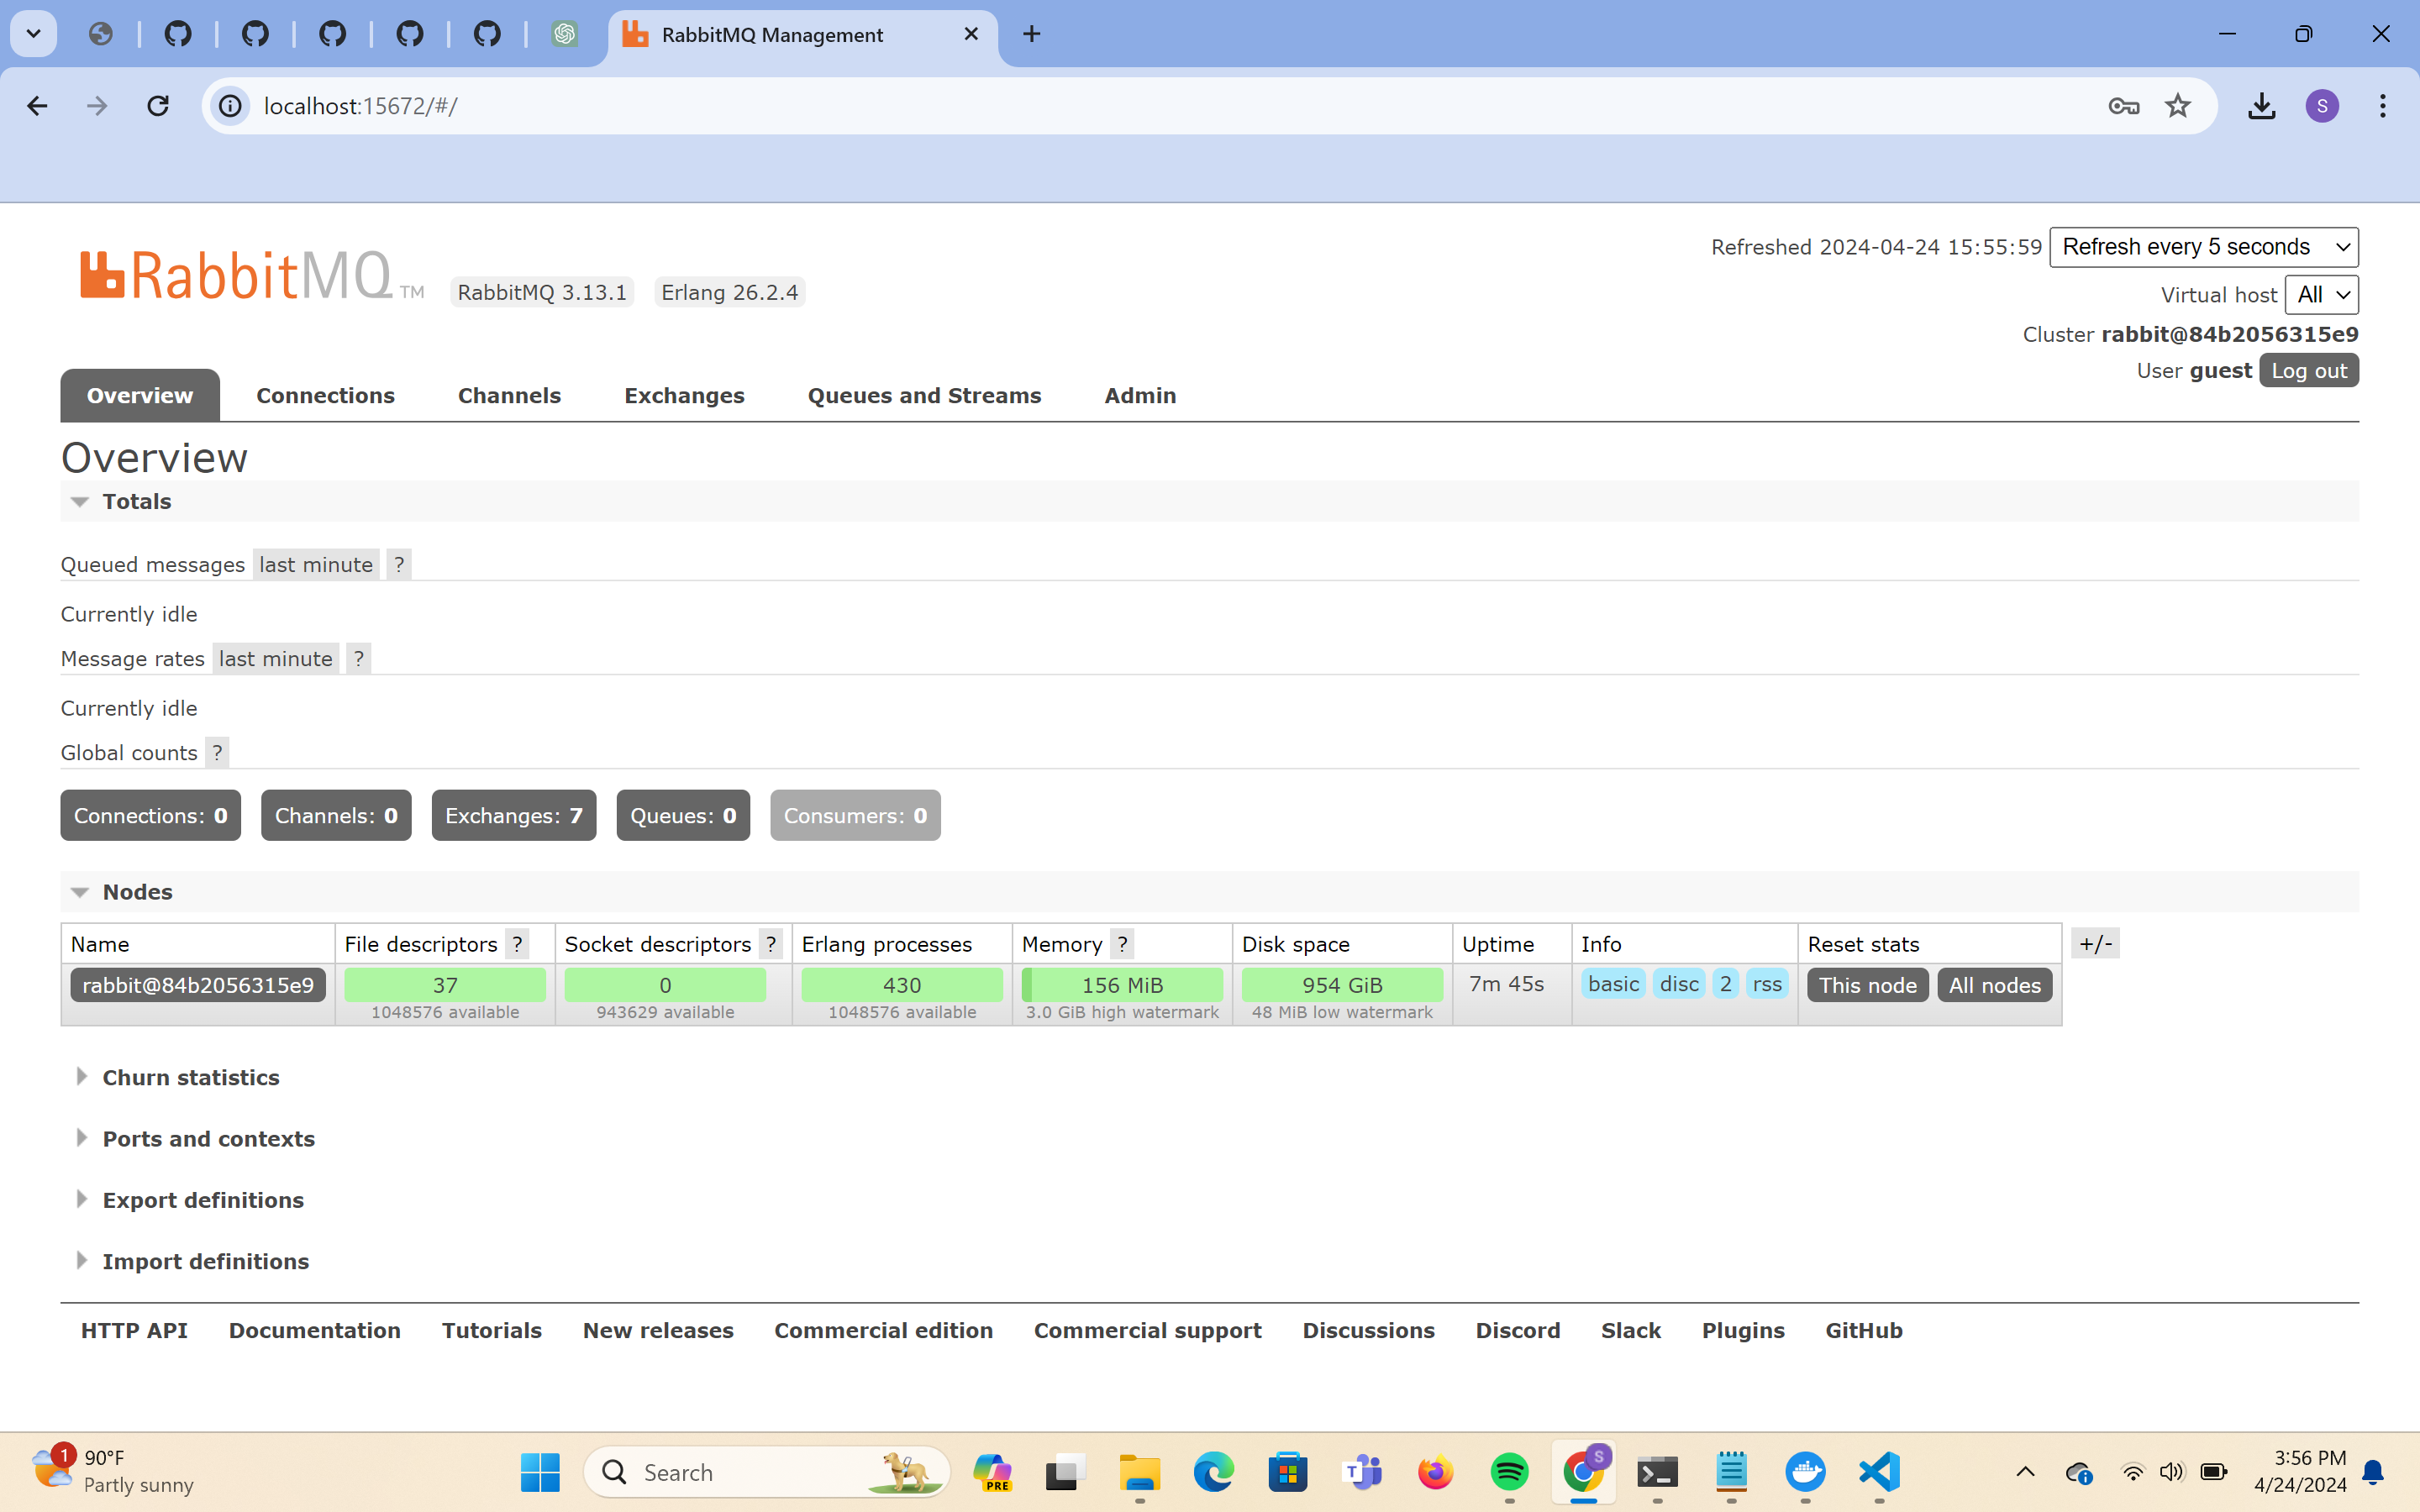 RabbitMQ Management
localhost:15672/#/
S
RabbitMQ TM
RabbitMQ 3.13.1 Erlang 26.2.4
Refreshed 2024-04-24 15:55:59 Refresh every 5 seconds
Virtual host All
Cluster rabbit@84b2056315e9
User guest Log out
Overview Connections Channels Exchanges Queues and Streams Admin
Overview
Totals
Queued messages last minute ?
Currently idle
Message rates last minute ?
Currently idle
Global counts ?
Connections: 0 Channels: 0 Exchanges: 7 Queues: 0 Consumers: 0
Nodes
Name File descriptors ? Socket descriptors ? Erlang processes Memory ? Disk space Uptime Info Reset stats +/-
rabbit@84b2056315e9 37 0 430 156 MiB 954 GiB 7m 45s basic disc 2 rss This node All nodes
1048576 available 943629 available 1048576 available 3.0 GiB high watermark 48 MiB low watermark
Churn statistics
Ports and contexts
Export definitions
Import definitions
HTTP API Documentation Tutorials New releases Commercial edition Commercial support Discussions Discord Slack Plugins GitHub
1 90°F
Partly sunny
Search
PRE
T
S
3:56 PM
4/24/2024